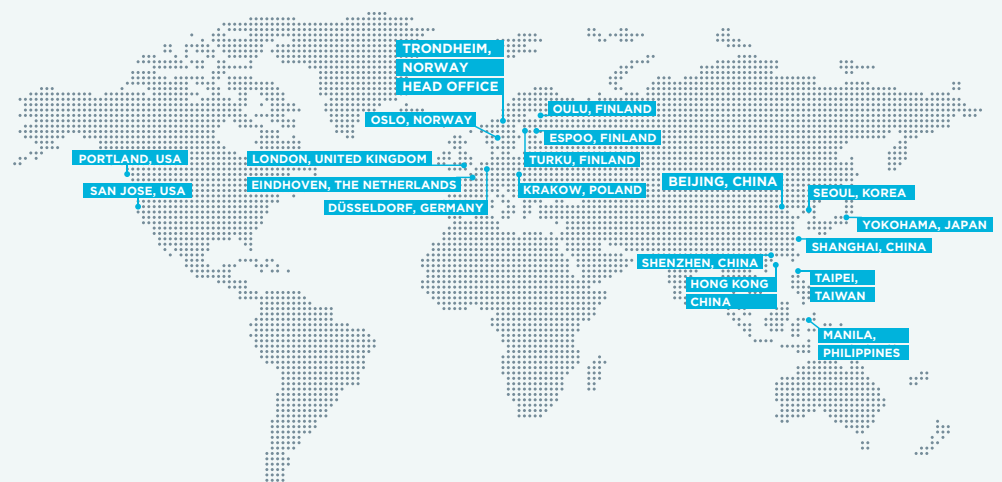 TRONDHEIM,
NORWAY
HEAD OFFICE
OULU, FINLAND
OSLO, NORWAY
ESPOO, FINLAND
PORTLAND, USA
LONDON, UNITED KINGDOM
TURKU, FINLAND
SAN JOSE, USA
EINDHOVEN, THE NETHERLANDS
KRAKOW, POLAND
BEIJING, CHINA
SEOUL, KOREA
DÜSSELDORF, GERMANY
YOKOHAMA, JAPAN
SHANGHAI, CHINA
SHENZHEN, CHINA
HONG KONG
CHINA
TAIPEI,
TAIWAN
MANILA,
PHILIPPINES